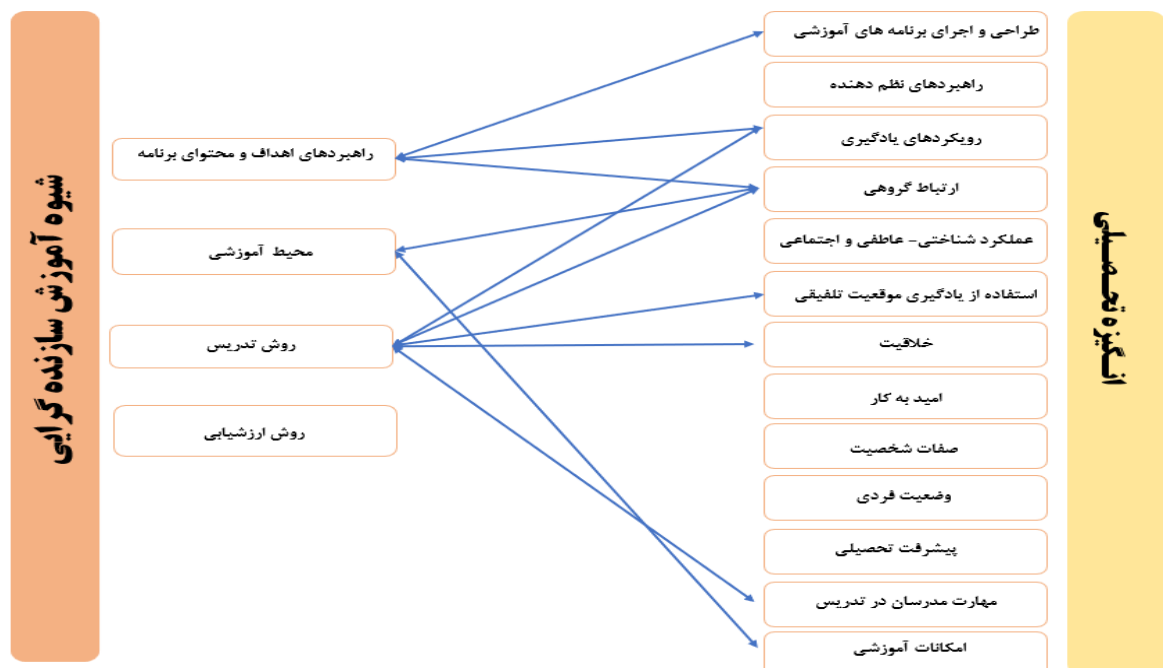 انگیزه تحصیلی
طراحی و اجرای برنامه های آموزشی
راهبردهای نظم دهنده
رویکردهای یادگیری
ارتباط گروهی
عملکرد شناختی- عاطفی و اجتماعی
استفاده از یادگیری موقعیت تلفیقی
خلاقیت
امید به کار
صفات شخصیت
وضعیت فردی
پیشرفت تحصیلی
مهارت مدرسان در تدریس
امکانات آموزشی
راهبردهای اهداف و محتوای برنامه
محیط آموزشی
روش تدریس
روش ارزشیابی
شیوه آموزش سازنده گرایی